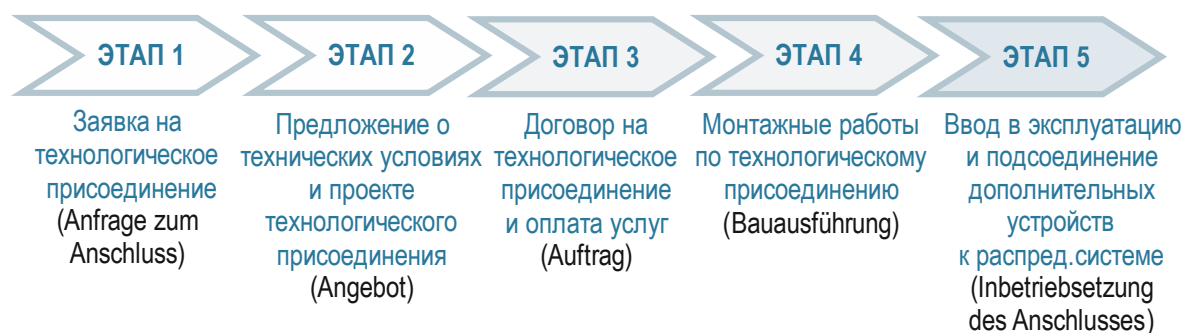 ЭТАП 1
ЭТАП 2
ЭТАП 3
ЭТАП 4
ЭТАП 5
Заявка на
технологическое
присоединение
(Anfrage zum
Anschluss)
Предложение о
технических условиях
и проекте
технологического
присоединения
(Angebot)
Договор на
технологическое
присоединение
и оплата услуг
(Auftrag)
Монтажные работы
по технологическому
присоединению
(Bauausführung)
Ввод в эксплуатацию
и подсоединение
дополнительных
устройств
к распред.системе
(Inbetriebsetzung
des Anschlusses)